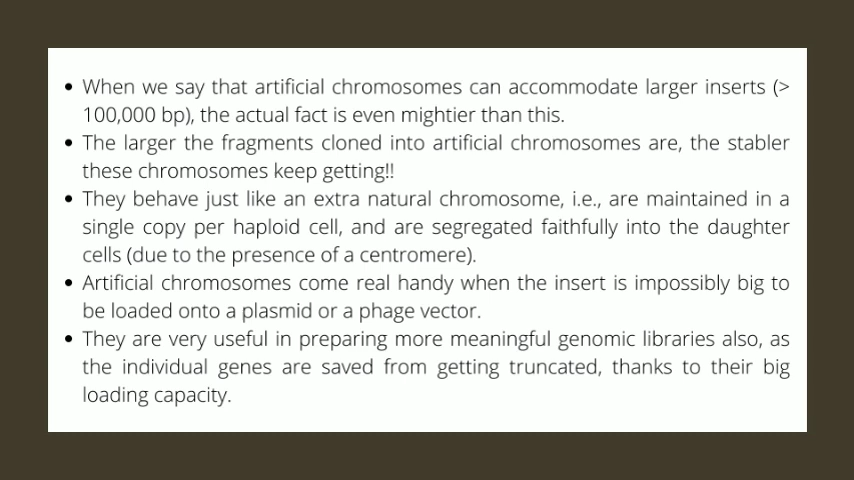 • When we say that artificial chromosomes can accommodate larger inserts (>
100,000 bp), the actual fact is even mightier than this.
• The larger the fragments cloned into artificial chromosomes are, the stabler
these chromosomes keep getting!!
• They behave just like an extra natural chromosome, i.e., are maintained in a
single copy per haploid cell, and are segregated faithfully into the daughter
cells (due to the presence of a centromere).
• Artificial chromosomes come real handy when the insert is impossibly big to
be loaded onto a plasmid or a phage vector.
• They are very useful in preparing more meaningful genomic libraries also, as
the individual genes are saved from getting truncated, thanks to their big
loading capacity.